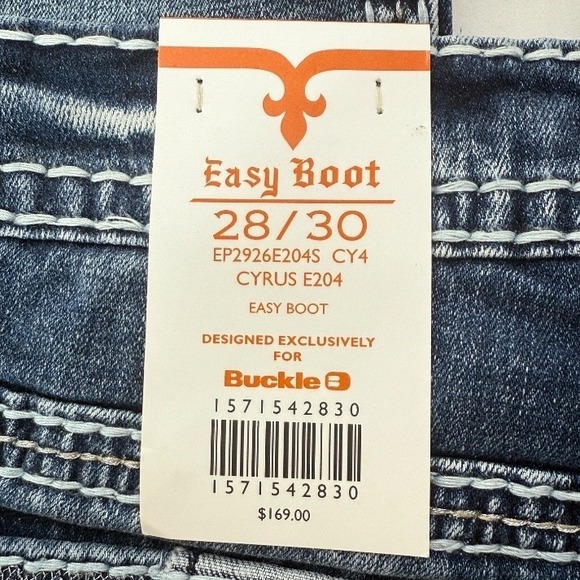 Easy Boot
28/30
EP2926E204S CY4
CYRUS E204
EASY BOOT
DESIGNED EXCLUSIVELY
FOR
Buckle B
1571542830
1571542830
$169.00